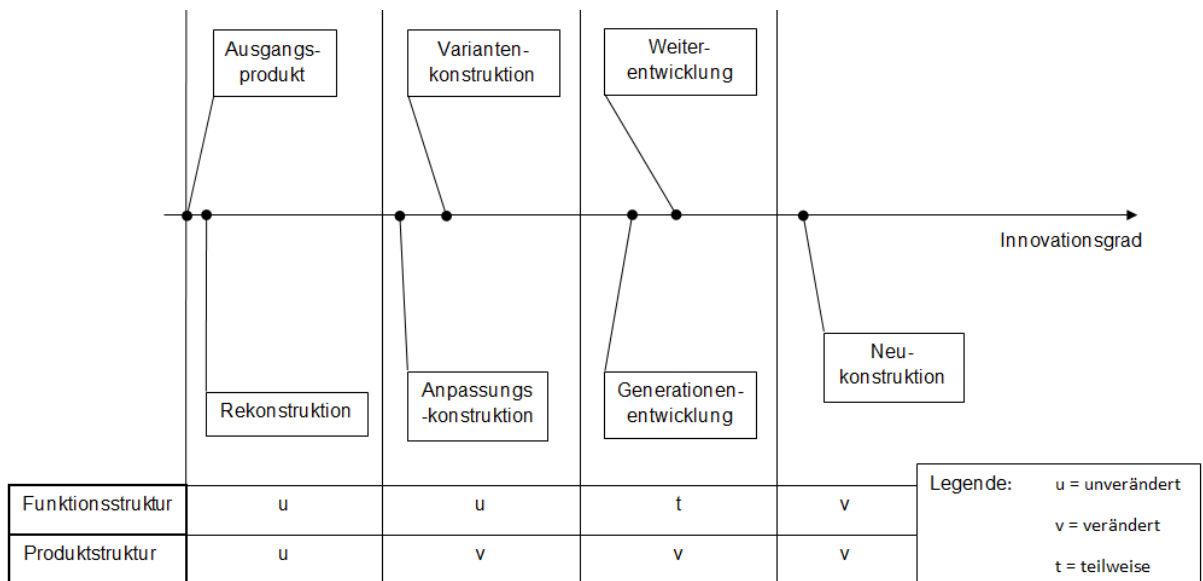 Ausgangs-
produkt
Varianten-
konstruktion
Weiter-
entwicklung
Innovationsgrad
Rekonstruktion
Anpassungs
-konstruktion
Generationen-
entwicklung
Neu-
konstruktion
Funktionsstruktur u u t v
Produktstruktur u v v v
Legende: u = unverändert
v = verändert
t = teilweise